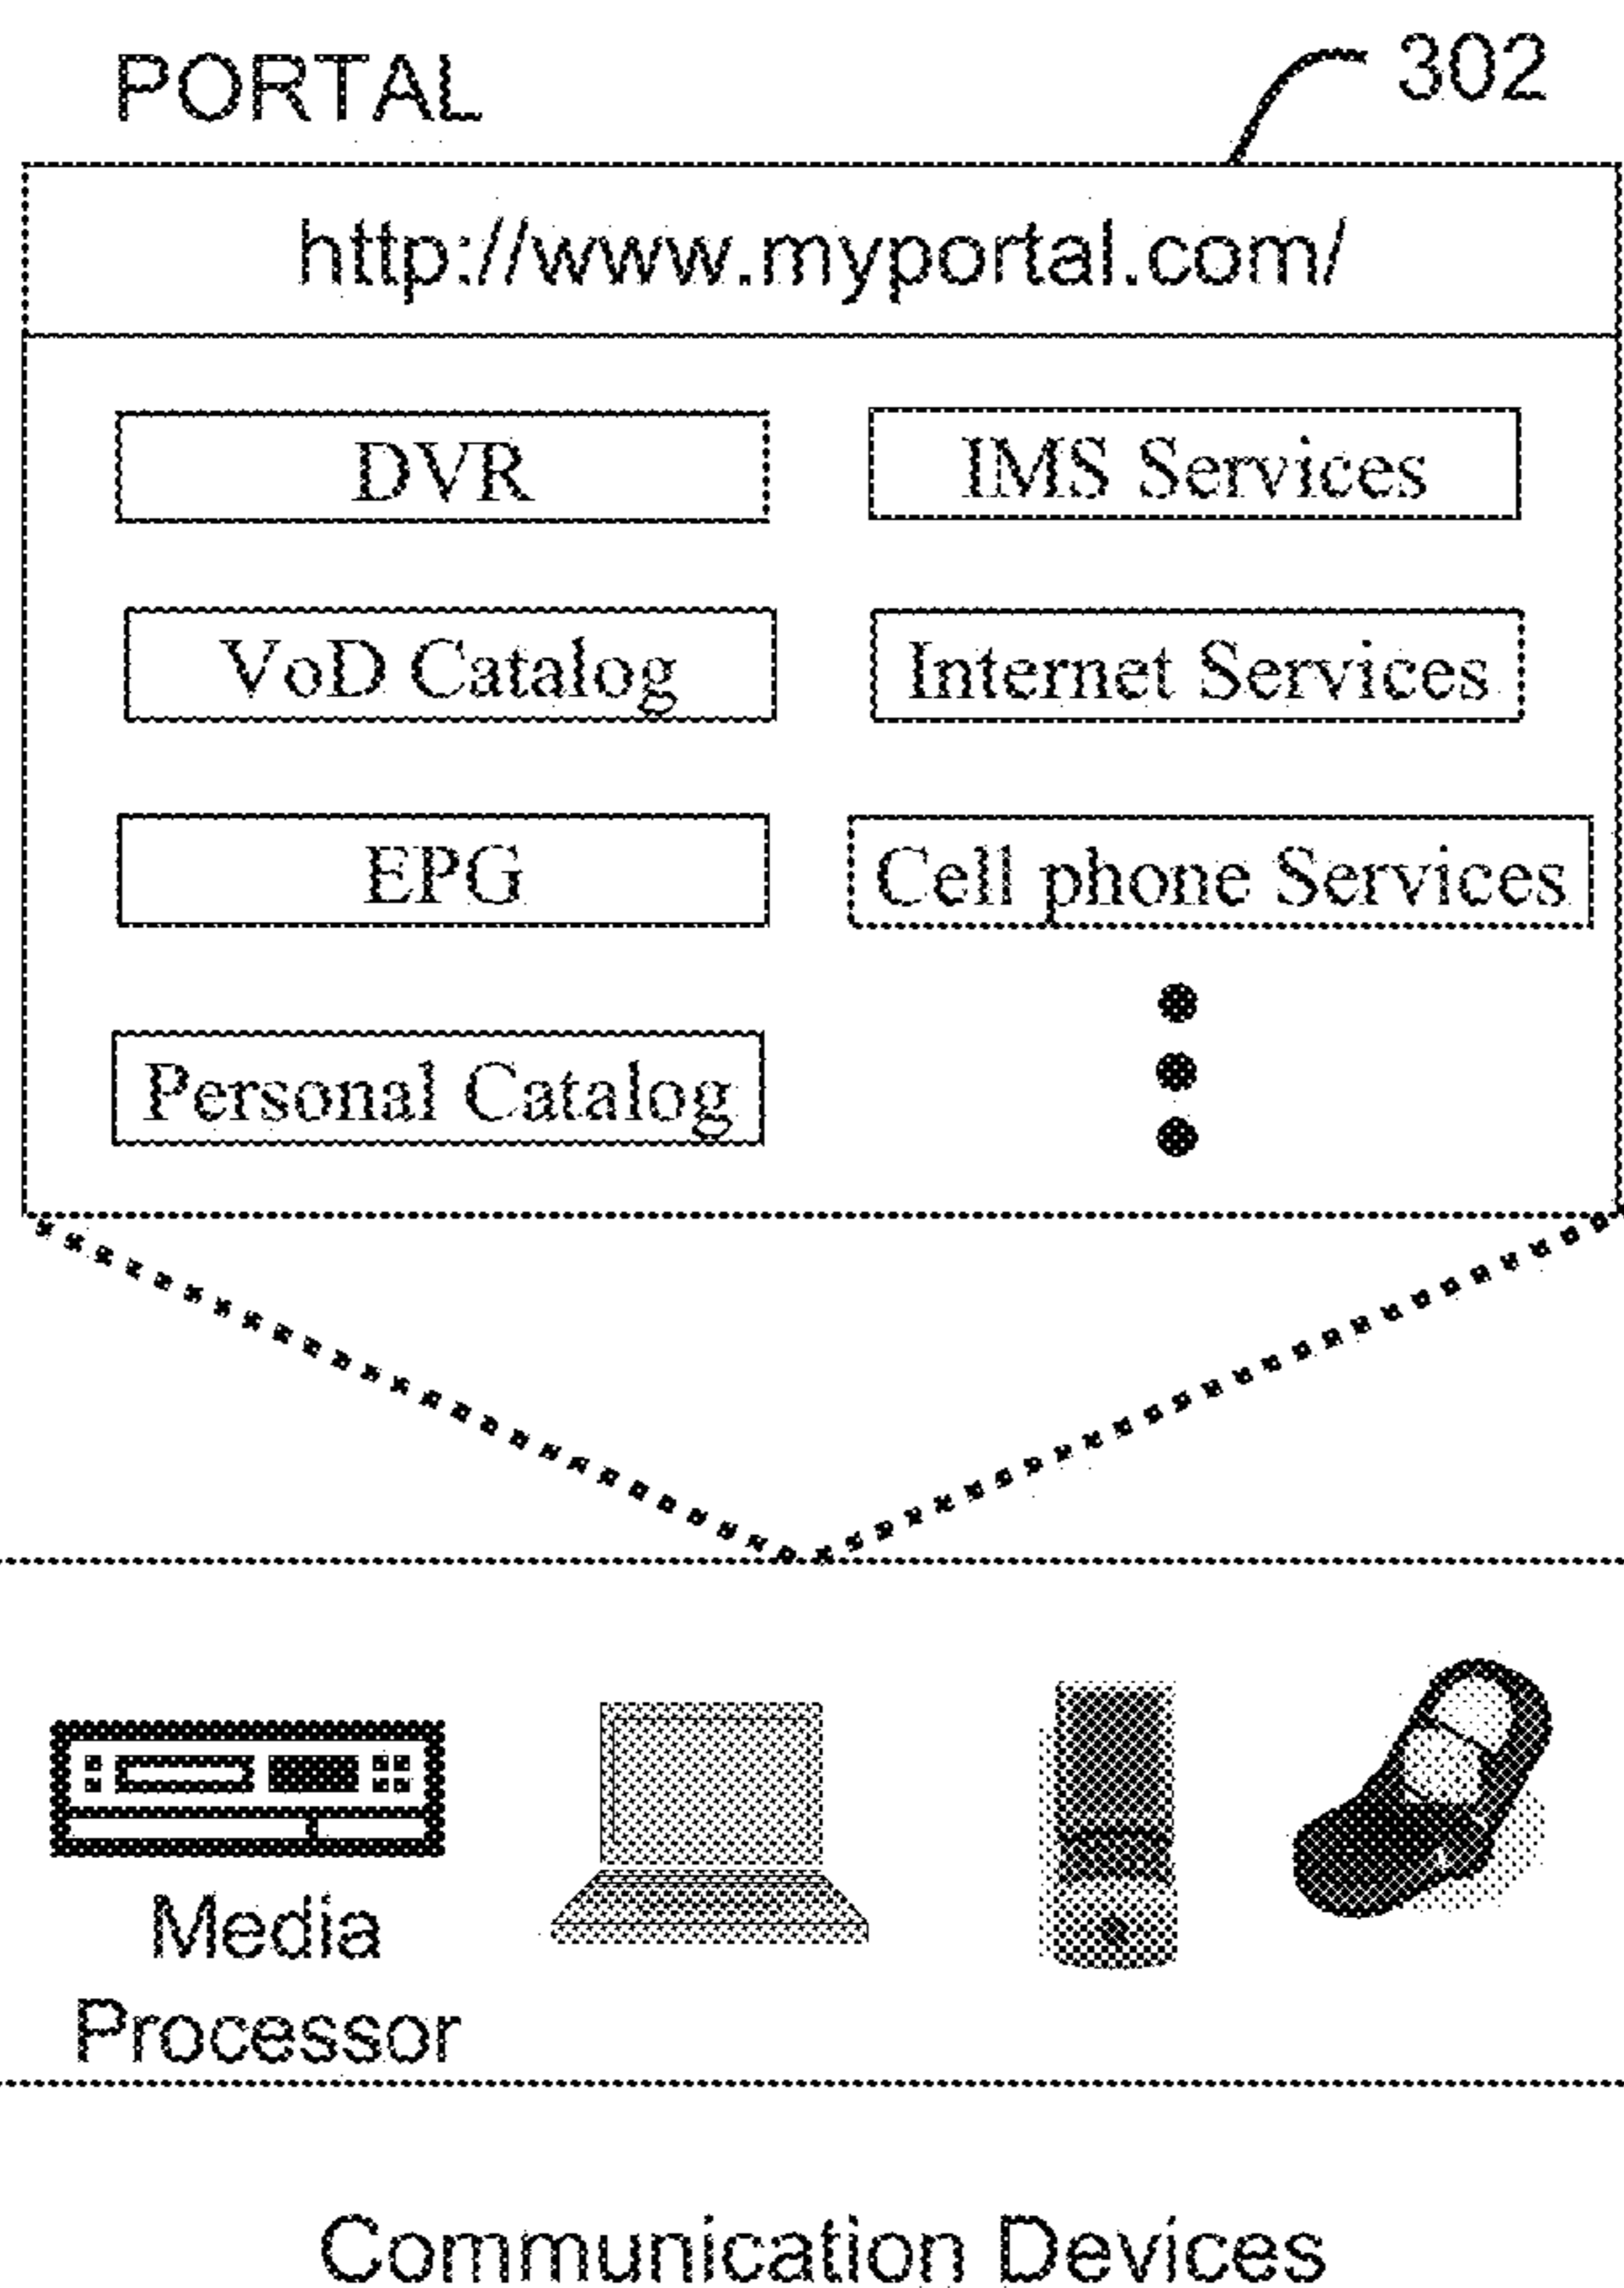 PORTAL
302
http://www.myportal.com/
DVR
IMS Services
VoD Catalog
Internet Services
EPG
Cell phone Services
Personal Catalog
Media
Processor
Communication Devices